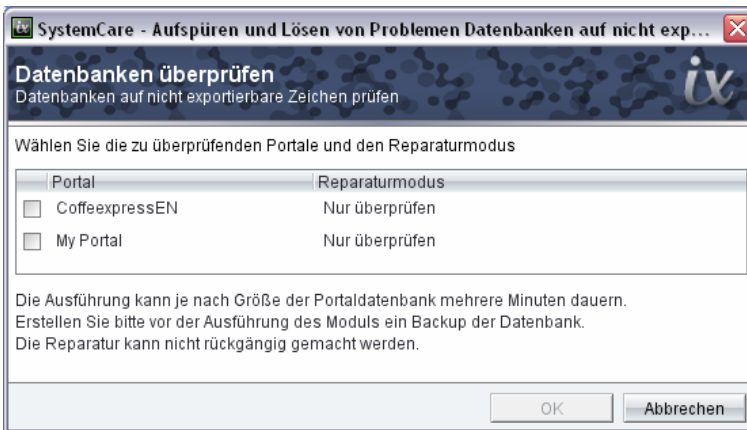 ix SystemCare - Aufspüren und Lösen von Problemen Datenbanken auf nicht exp...
Datenbanken überprüfen
Datenbanken auf nicht exportierbare Zeichen prüfen
ix
Wählen Sie die zu überprüfenden Portale und den Reparaturmodus
Portal Reparaturmodus
CoffeexpressEN Nur überprüfen
My Portal Nur überprüfen
Die Ausführung kann je nach Größe der Portaldatenbank mehrere Minuten dauern.
Erstellen Sie bitte vor der Ausführung des Moduls ein Backup der Datenbank.
Die Reparatur kann nicht rückgängig gemacht werden.
OK Abbrechen